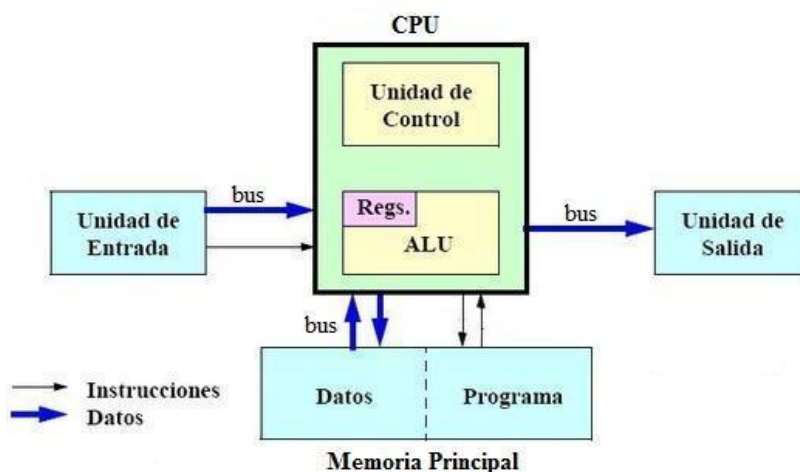 CPU
Unidad de
Control
bus
Unidad de
Entrada
Regs.
ALU
bus
Unidad de
Salida
bus
Instrucciones
Datos
Datos
Programa
Memoria Principal